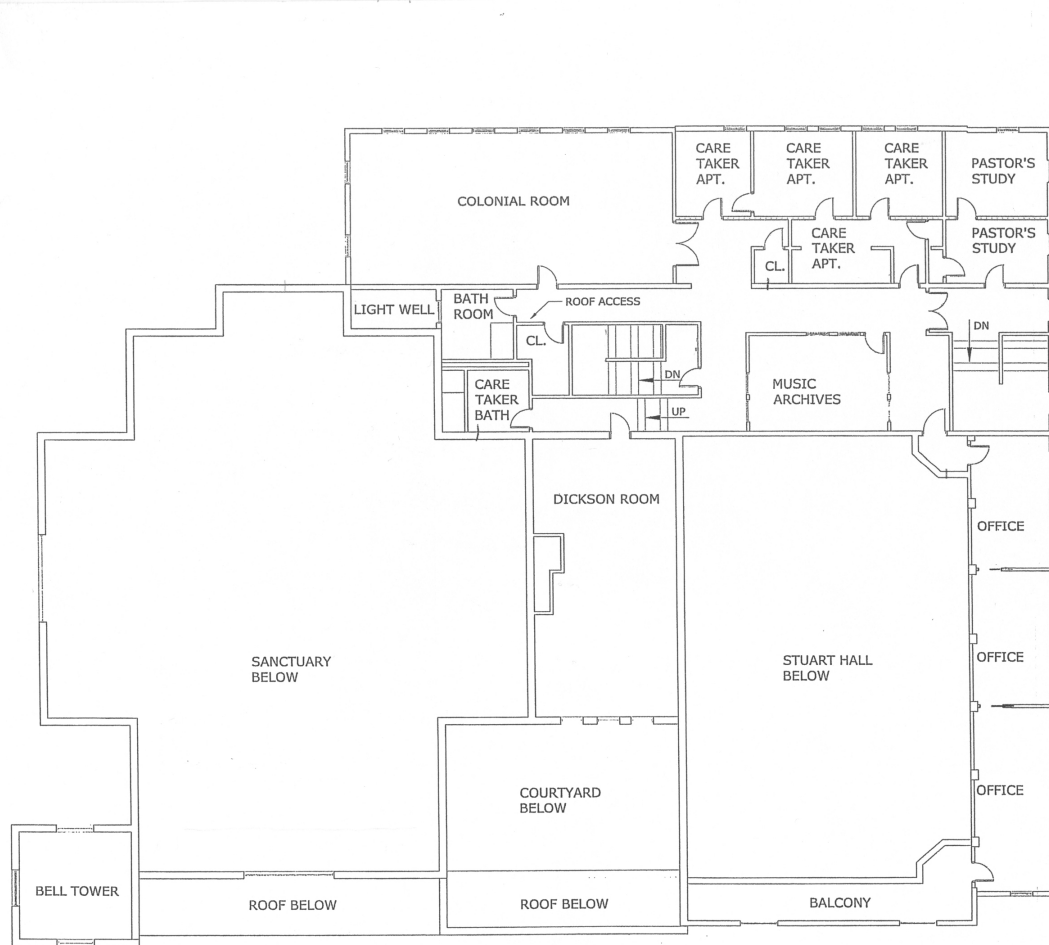 CARE
TAKER
APT.
CARE
TAKER
APT.
CARE
TAKER
APT.
PASTOR'S
STUDY
COLONIAL ROOM
CARE
TAKER
APT.
PASTOR'S
STUDY
CL.
LIGHT WELL
BATH
ROOM
ROOF ACCESS
CL.
DN
DN
CARE
TAKER
BATH
UP
MUSIC
ARCHIVES
DICKSON ROOM
OFFICE
SANCTUARY
BELOW
STUART HALL
BELOW
OFFICE
COURTYARD
BELOW
OFFICE
BELL TOWER
ROOF BELOW
ROOF BELOW
BALCONY